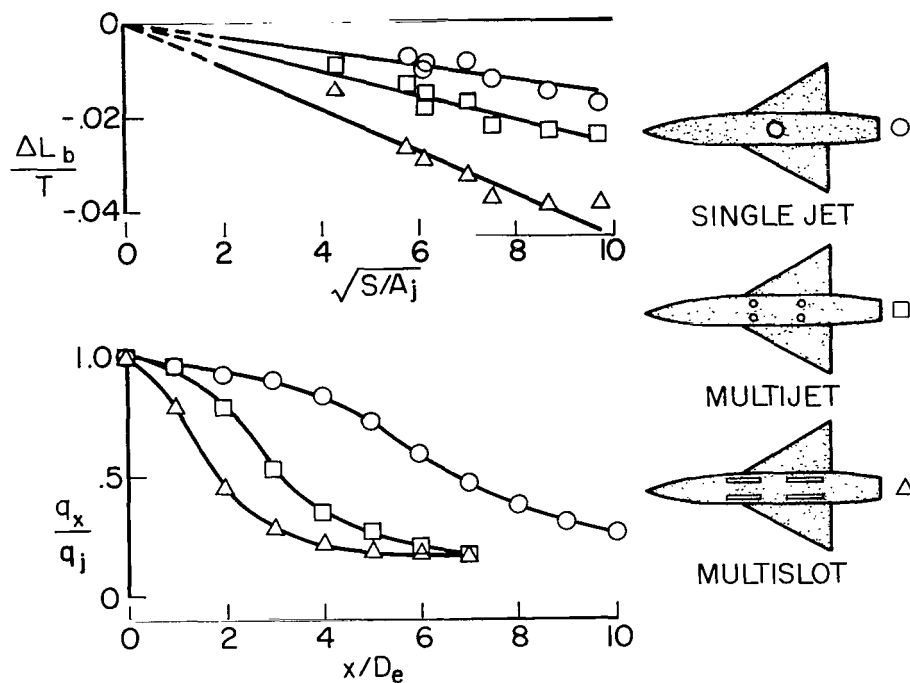 0
-.02
-.04
ΔL_b
T
0 2 4 6 8 10
√S/A_j
SINGLE JET
MULTIJET
MULTISLOT
1.0
.5
0
q_x
q_j
0 2 4 6 8 10
x/D_e